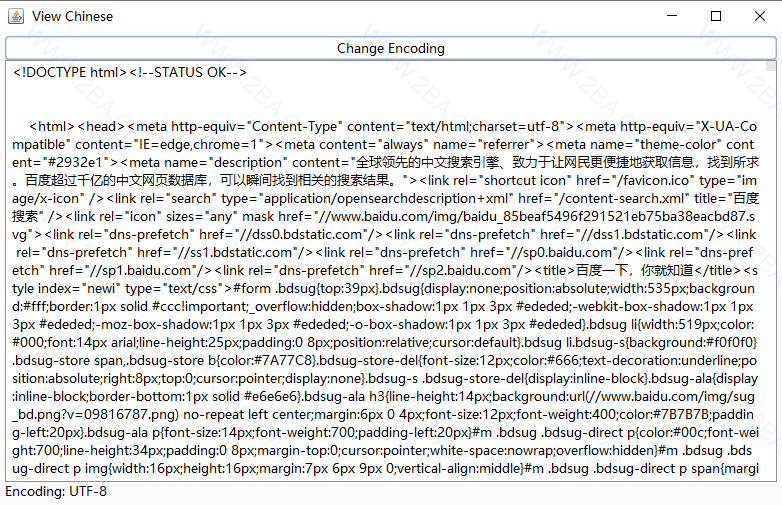 View Chinese
Change Encoding
<!DOCTYPE html><!--STATUS OK-->
<html><head><meta http-equiv="Content-Type" content="text/html;charset=utf-8"><meta http-equiv="X-UA-Co
mpatible" content="IE=edge,chrome=1"><meta content="always" name="referrer"><meta name="theme-color" cont
ent="#2932e1"><meta name="description" content="全球领先的中文搜索引擎、致力于让网民更便捷地获取信息，找到所求
。百度超过千亿的中文网页数据库，可以瞬间找到相关的搜索结果。"><link rel="shortcut icon" href="/favicon.ico" type="im
age/x-icon" /><link rel="search" type="application/opensearchdescription+xml" href="/content-search.xml" title="百度
搜索" /><link rel="icon" sizes="any" mask href="//www.baidu.com/img/baidu_85beaf5496f291521eb75ba38eacbd87.s
vg"><link rel="dns-prefetch" href="//dss0.bdstatic.com"/><link rel="dns-prefetch" href="//dss1.bdstatic.com"/><link
rel="dns-prefetch" href="//ss1.bdstatic.com"/><link rel="dns-prefetch" href="//sp0.baidu.com"/><link rel="dns-pref
etch" href="//sp1.baidu.com"/><link rel="dns-prefetch" href="//sp2.baidu.com"/><title>百度一下，你就知道</title><s
tyle index="newi" type="text/css">#form .bdsug{top:39px}.bdsug{display:none;position:absolute;width:535px;backgroun
d:#fff;border:1px solid #ccc!important;_overflow:hidden;box-shadow:1px 1px 3px #ededed;-webkit-box-shadow:1px 1px
3px #ededed;-moz-box-shadow:1px 1px 3px #ededed;-o-box-shadow:1px 1px 3px #ededed}.bdsug li{width:519px;color:
#000;font:14px arial;line-height:25px;padding:0 8px;position:relative;cursor:default}.bdsug li.bdsug-s{background:#f0f0f0}
.bdsug-store span,.bdsug-store b{color:#7A77C8}.bdsug-store-del{font-size:12px;color:#666;text-decoration:underline;po
sition:absolute;right:8px;top:0;cursor:pointer;display:none}.bdsug-s .bdsug-store-del{display:inline-block}.bdsug-ala{display
:inline-block;border-bottom:1px solid #e6e6e6}.bdsug-ala h3{line-height:14px;background:url(//www.baidu.com/img/sug
_bd.png?v=09816787.png) no-repeat left center;margin:6px 0 4px;font-size:12px;font-weight:400;color:#7B7B7B;paddin
g-left:20px}.bdsug-ala p{font-size:14px;font-weight:700;padding-left:20px}#m .bdsug .bdsug-direct p{color:#00c;font-wei
ght:700;line-height:34px;padding:0 8px;margin-top:0;cursor:pointer;white-space:nowrap;overflow:hidden}#m .bdsug .bds
ug-direct p img{width:16px;height:16px;margin:7px 6px 9px 0;vertical-align:middle}#m .bdsug .bdsug-direct p span{margi
Encoding: UTF-8